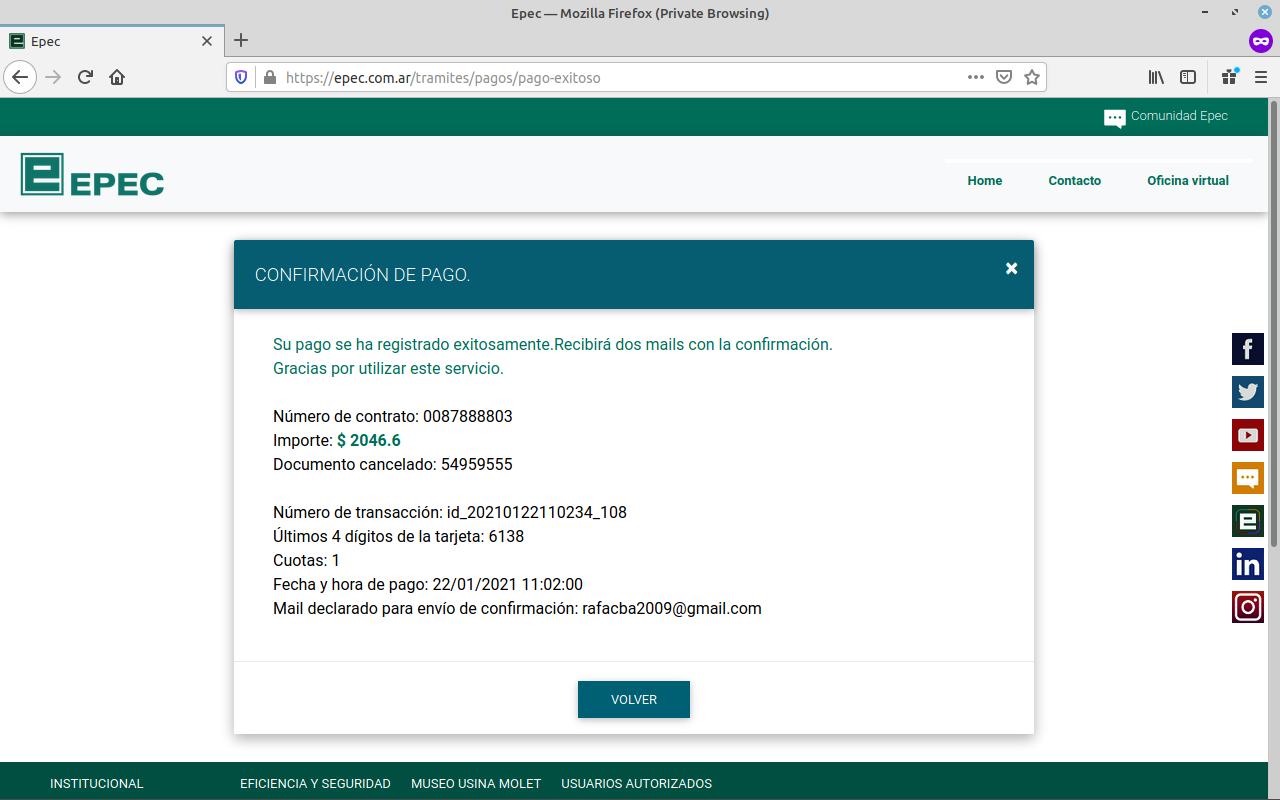 Epec — Mozilla Firefox (Private Browsing)
Epec
https://epec.com.ar/tramites/pagos/pago-exitoso
Comunidad Epec
EPEC
Home Contacto Oficina virtual
CONFIRMACIÓN DE PAGO.
Su pago se ha registrado exitosamente.Recibirá dos mails con la confirmación.
Gracias por utilizar este servicio.
Número de contrato: 0087888803
Importe: $ 2046.6
Documento cancelado: 54959555
Número de transacción: id_20210122110234_108
Últimos 4 dígitos de la tarjeta: 6138
Cuotas: 1
Fecha y hora de pago: 22/01/2021 11:02:00
Mail declarado para envío de confirmación: rafacba2009@gmail.com
VOLVER
INSTITUCIONAL EFICIENCIA Y SEGURIDAD MUSEO USINA MOLET USUARIOS AUTORIZADOS